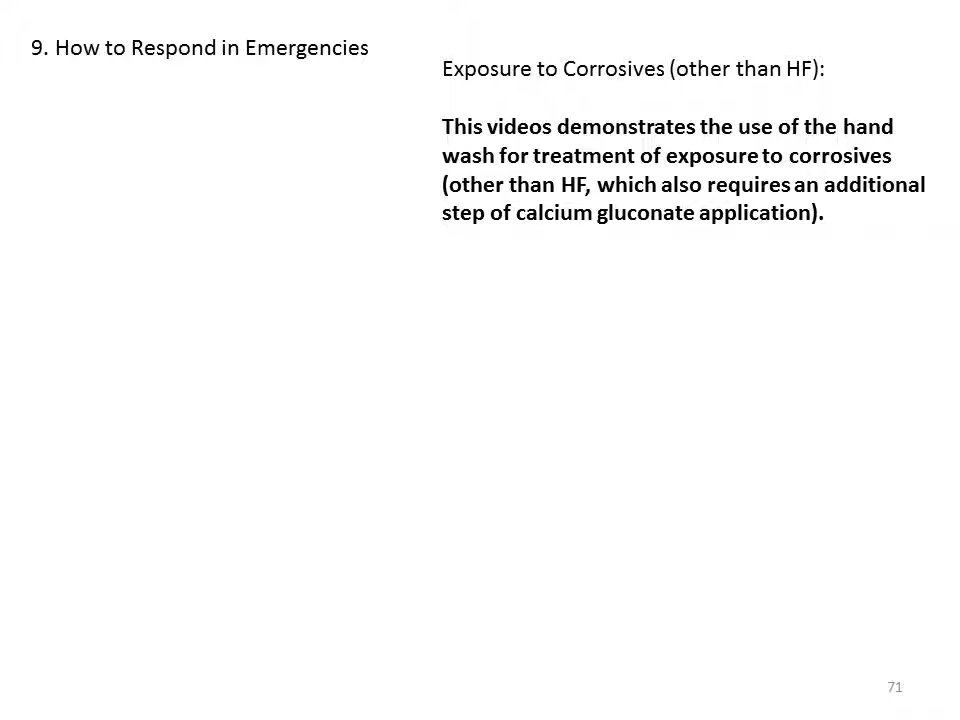 9. How to Respond in Emergencies
Exposure to Corrosives (other than HF):
This videos demonstrates the use of the hand
wash for treatment of exposure to corrosives
(other than HF, which also requires an additional
step of calcium gluconate application).
71